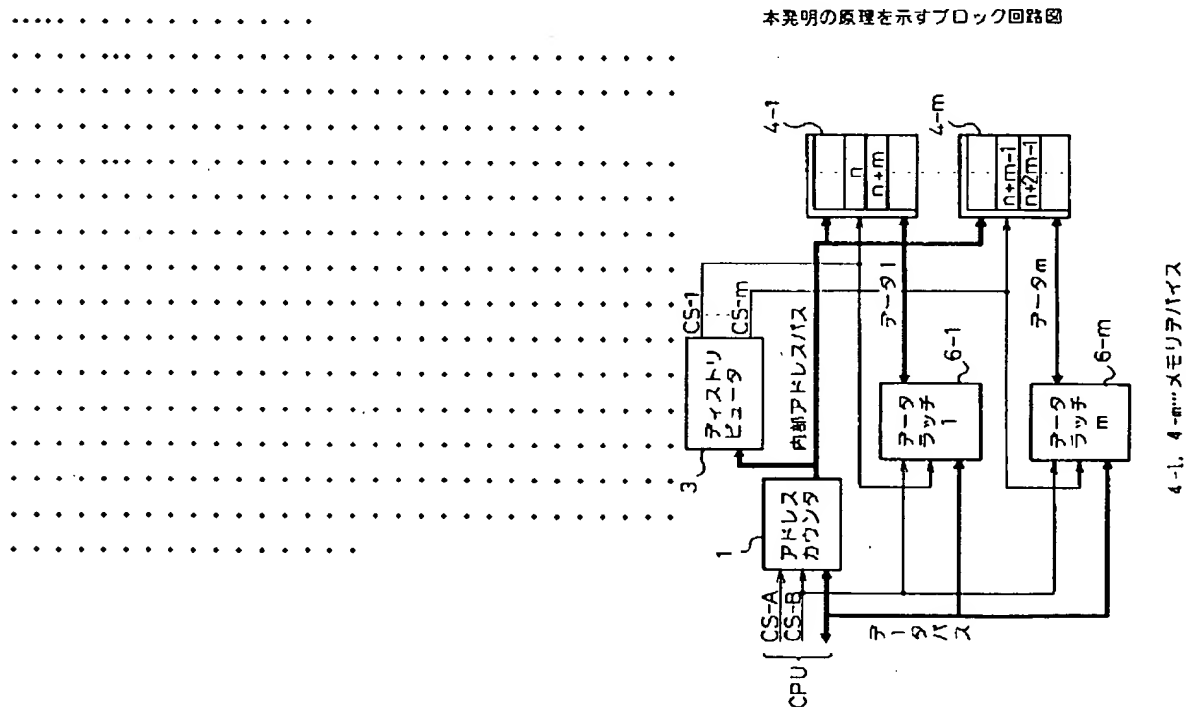 本発明の原理を示すブロック回路図
4-1
n
n+m
4-m
n+m-1
n+2m-1
CS-1
CS-m
データ1
データm
ディストリ
ビュータ
3
内部アドレスバス
6-1
データ
ラッチ
1
6-m
データ
ラッチ
m
1
アドレス
カウンタ
CS-A
CS-B
CPU
データバス
4-1, 4-m…メモリデバイス